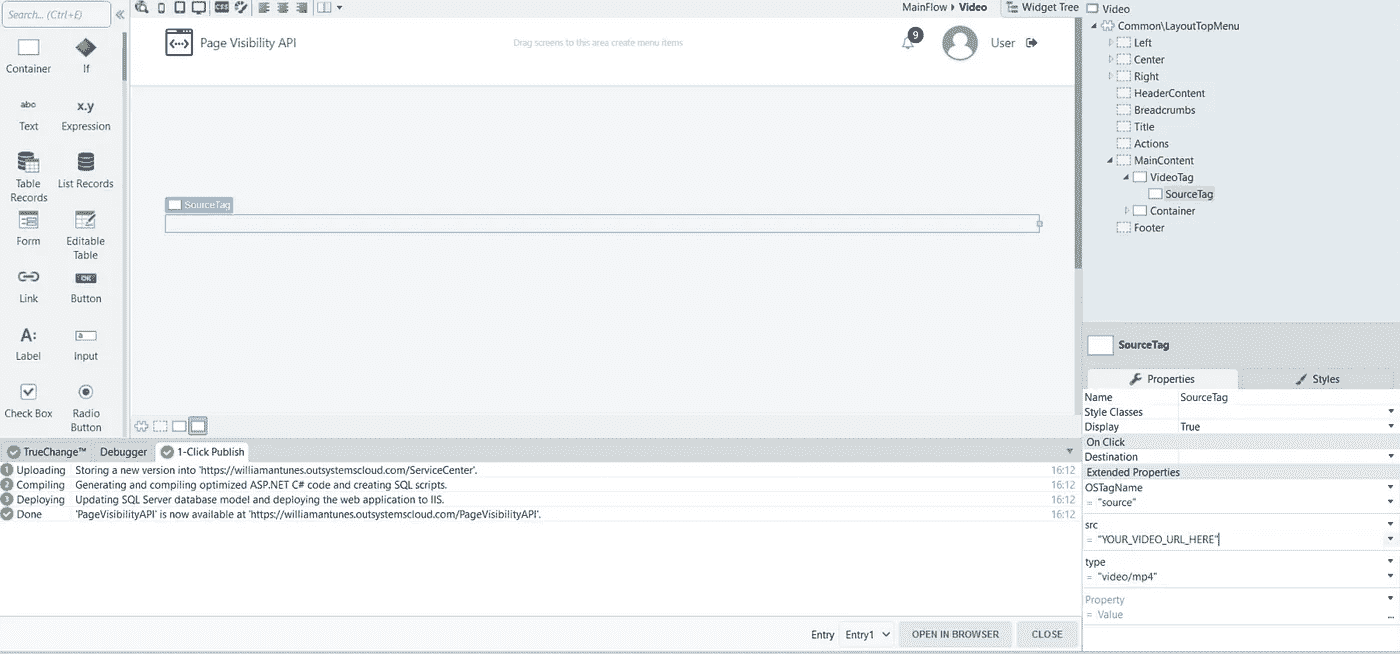 Search... (Ctrl+E)
MainFlow ▸ Video
Widget Tree
Container
If
abc
Text
x.y
Expression
Table Records
List Records
Form
Editable Table
Link
OK
Button
A:
Label
a
Input
Check Box
Radio Button
CSS
Page Visibility API
Drag screens to this area create menu items
9
User
SourceTag
Video
Common\LayoutTopMenu
Left
Center
Right
HeaderContent
Breadcrumbs
Title
Actions
MainContent
VideoTag
SourceTag
Container
Footer
SourceTag
Properties
Styles
Name SourceTag
Style Classes
Display True
On Click
Destination
Extended Properties
OSTagName
= "source"
src
= "YOUR_VIDEO_URL_HERE"
type
= "video/mp4"
Property
= Value ...
TrueChange™ Debugger 1-Click Publish
1 Uploading Storing a new version into 'https://williamantunes.outsystemscloud.com/ServiceCenter'. 16:12
2 Compiling Generating and compiling optimized ASP.NET C# code and creating SQL scripts. 16:12
3 Deploying Updating SQL Server database model and deploying the web application to IIS. 16:12
Done 'PageVisibilityAPI' is now available at 'https://williamantunes.outsystemscloud.com/PageVisibilityAPI'. 16:12
Entry Entry1 OPEN IN BROWSER CLOSE